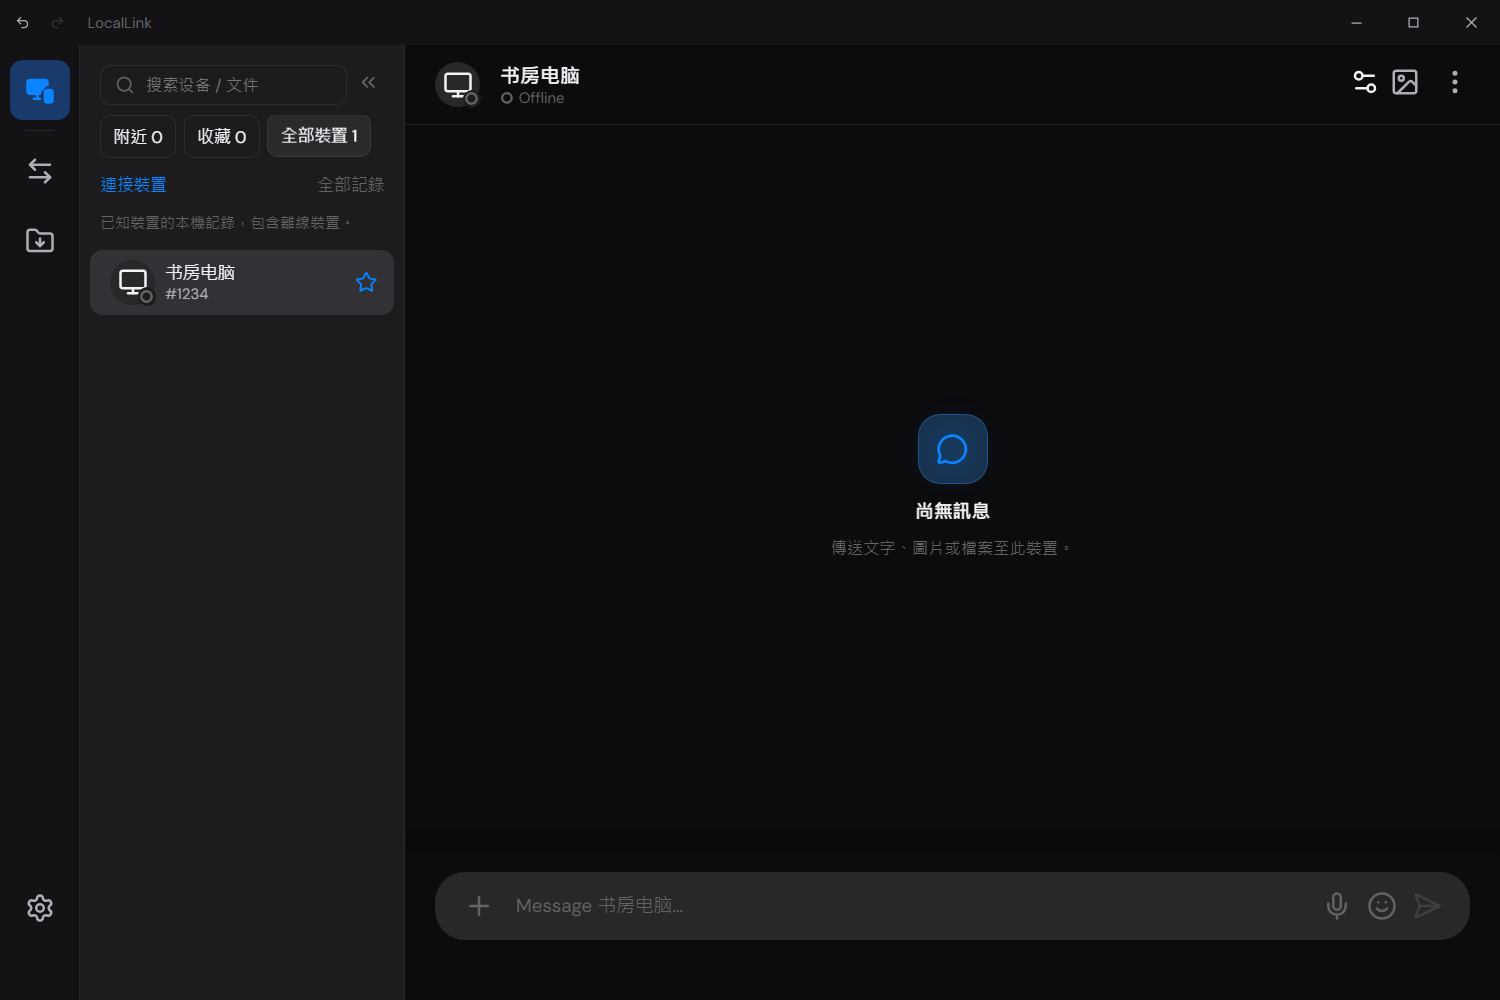 LocalLink
搜索设备 / 文件
附近 0
收藏 0
全部裝置 1
連接裝置
全部記錄
已知裝置的本機記錄，包含離線裝置。
书房电脑
#1234
书房电脑
Offline
尚無訊息
傳送文字、圖片或檔案至此裝置。
Message 书房电脑...